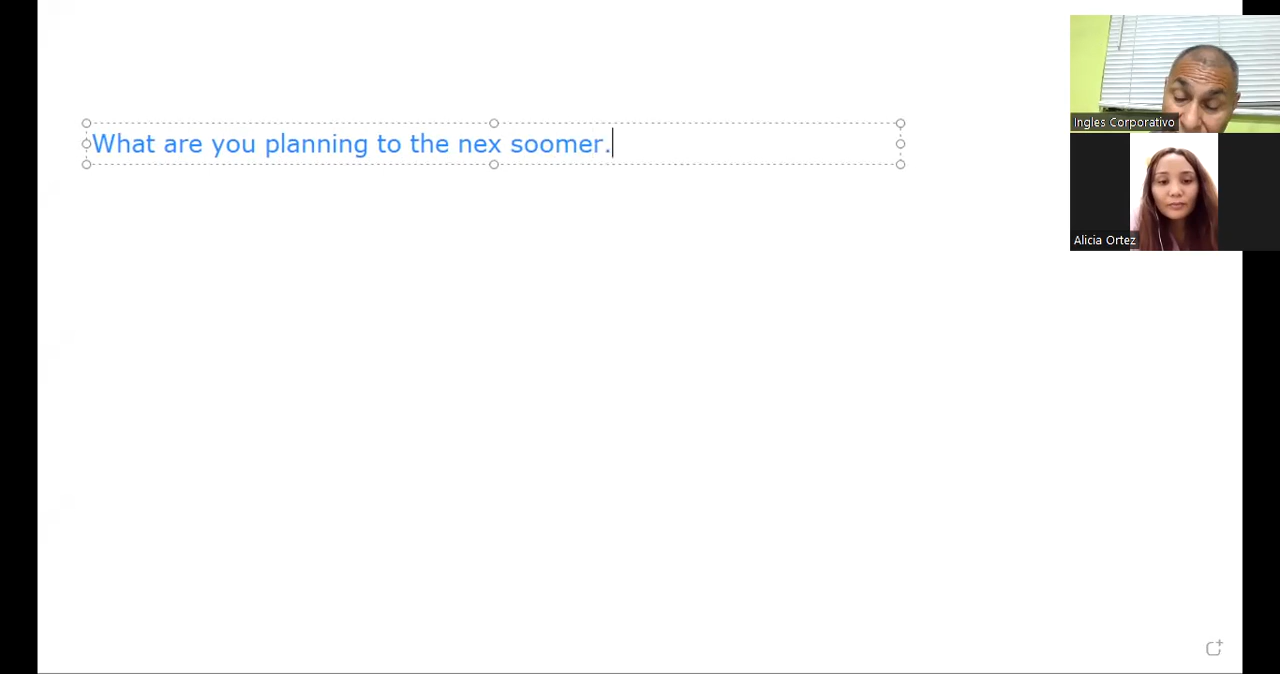 What are you planning to the nex soomer.
Ingles Corporativo
Alicia Ortez